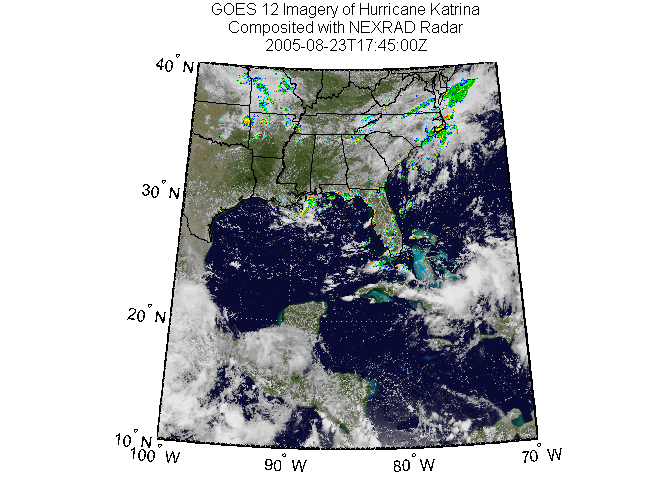 GOES 12 Imagery of Hurricane Katrina
Composited with NEXRAD Radar
2005-08-23T17:45:00Z
40° N
30° N
20° N
10° N
100° W
90° W
80° W
70° W